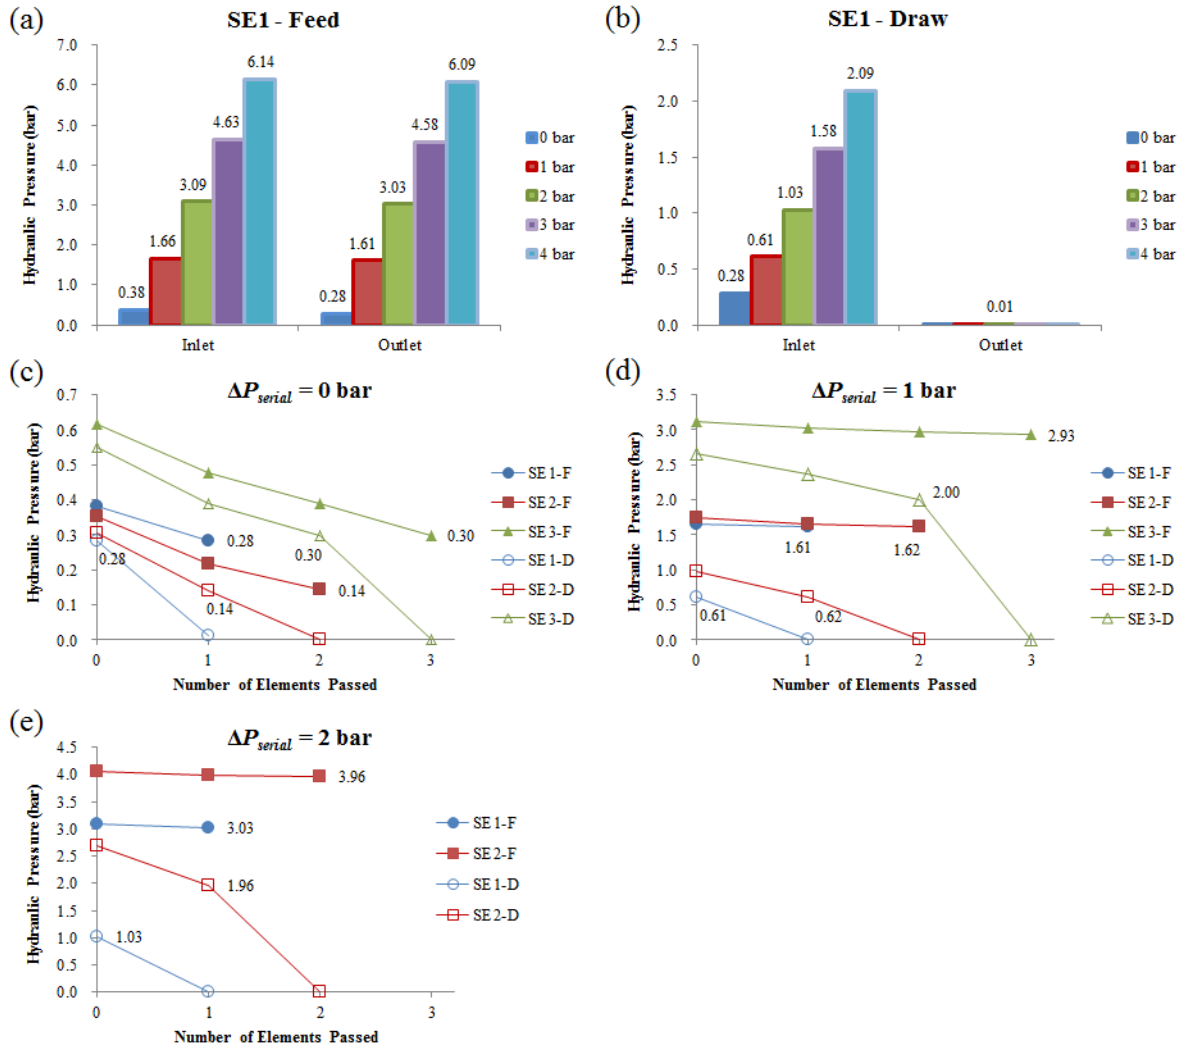 (a)
SE1 - Feed
Hydraulic Pressure (bar)
7.0
6.0
5.0
4.0
3.0
2.0
1.0
0.0
0.38
1.66
3.09
4.63
6.14
0.28
1.61
3.03
4.58
6.09
Inlet
Outlet
0 bar
1 bar
2 bar
3 bar
4 bar
(b)
SE1 - Draw
Hydraulic Pressure (bar)
2.5
2.0
1.5
1.0
0.5
0.0
0.28
0.61
1.03
1.58
2.09
0.01
Inlet
Outlet
0 bar
1 bar
2 bar
3 bar
4 bar
(c)
ΔPserial = 0 bar
Hydraulic Pressure (bar)
0.7
0.6
0.5
0.4
0.3
0.2
0.1
0.0
0.28
0.28
0.14
0.14
0.30
0.30
0
1
2
3
Number of Elements Passed
SE1-F
SE2-F
SE3-F
SE1-D
SE2-D
SE3-D
(d)
ΔPserial = 1 bar
Hydraulic Pressure (bar)
3.5
3.0
2.5
2.0
1.5
1.0
0.5
0.0
2.93
2.00
1.61
1.62
0.61
0.62
0
1
2
3
Number of Elements Passed
SE1-F
SE2-F
SE3-F
SE1-D
SE2-D
SE3-D
(e)
ΔPserial = 2 bar
Hydraulic Pressure (bar)
4.5
4.0
3.5
3.0
2.5
2.0
1.5
1.0
0.5
0.0
3.96
3.03
1.96
1.03
0
1
2
3
Number of Elements Passed
SE1-F
SE2-F
SE1-D
SE2-D